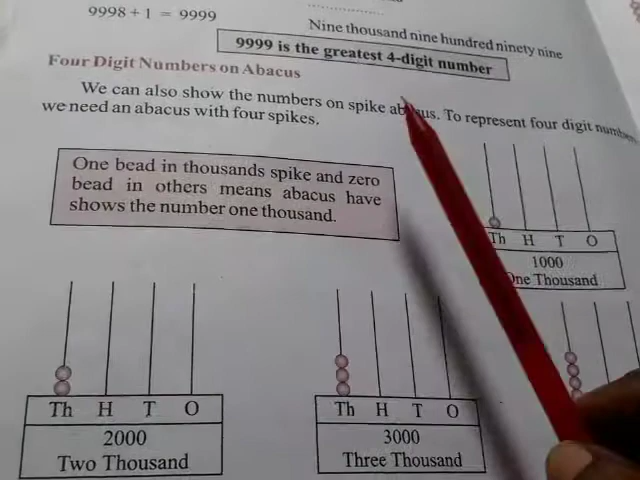 9998 + 1 = 9999
Nine thousand nine hundred ninety nine
9999 is the greatest 4-digit number
Four Digit Numbers on Abacus
We can also show the numbers on spike abacus. To represent four digit numbers
we need an abacus with four spikes.
One bead in thousands spike and zero
bead in others means abacus have
shows the number one thousand.
Th H T O
1000
One Thousand
Th H T O
2000
Two Thousand
Th H T O
3000
Three Thousand